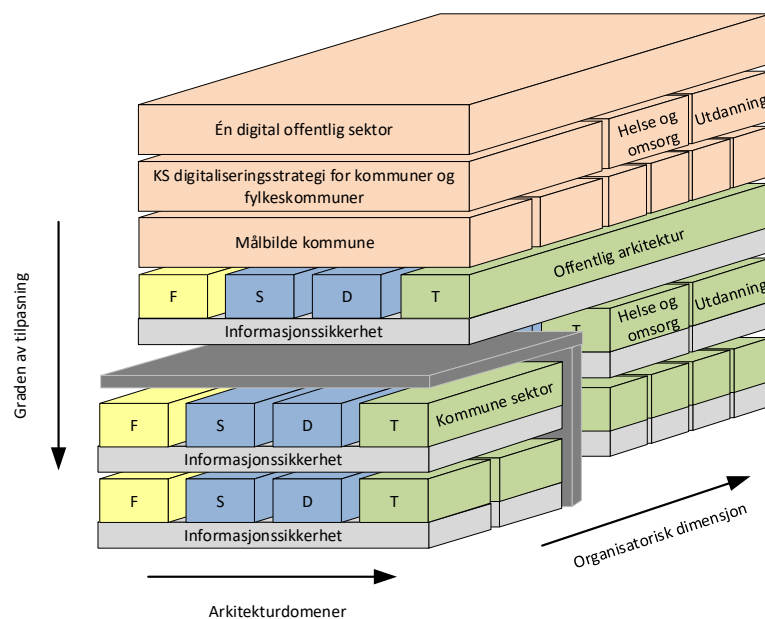 Én digital offentlig sektor
Helse og
omsorg
Utdanning
KS digitaliseringsstrategi for kommuner og
fylkeskommuner
Målbilde kommune
Offentlig arkitektur
F S D T
Informasjonssikkerhet
T
Helse og
omsorg
Utdanning
Graden av tilpasning
Kommune sektor
F S D T
Informasjonssikkerhet
F S D T
Informasjonssikkerhet
Organisatorisk dimensjon
Arkitekturdomener